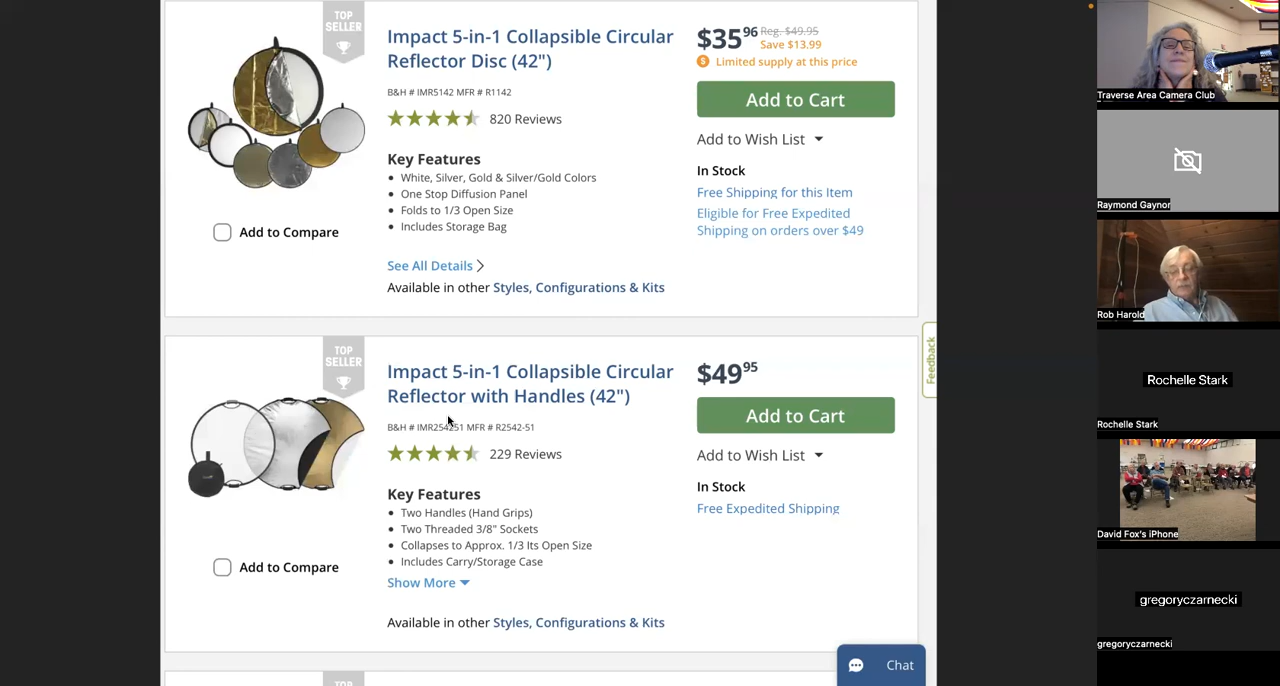 TOP
SELLER
Impact 5-in-1 Collapsible Circular
Reflector Disc (42")
B&H # IMR5142 MFR # R1142
820 Reviews
Key Features
White, Silver, Gold & Silver/Gold Colors
One Stop Diffusion Panel
Folds to 1/3 Open Size
Includes Storage Bag
See All Details
Available in other Styles, Configurations & Kits
Add to Compare
$35 96 Reg. $49.95
Save $13.99
$ Limited supply at this price
Add to Cart
Add to Wish List
In Stock
Free Shipping for this Item
Eligible for Free Expedited
Shipping on orders over $49
TOP
SELLER
Impact 5-in-1 Collapsible Circular
Reflector with Handles (42")
B&H # IMR254251 MFR # R2542-51
229 Reviews
Key Features
Two Handles (Hand Grips)
Two Threaded 3/8" Sockets
Collapses to Approx. 1/3 Its Open Size
Includes Carry/Storage Case
Show More
Available in other Styles, Configurations & Kits
Add to Compare
$49 95
Add to Cart
Add to Wish List
In Stock
Free Expedited Shipping
Feedback
TOP
Chat
Traverse Area Camera Club
Raymond Gaynor
Rob Harold
Rochelle Stark
Rochelle Stark
David Fox's iPhone
gregoryczarnecki
gregoryczarnecki